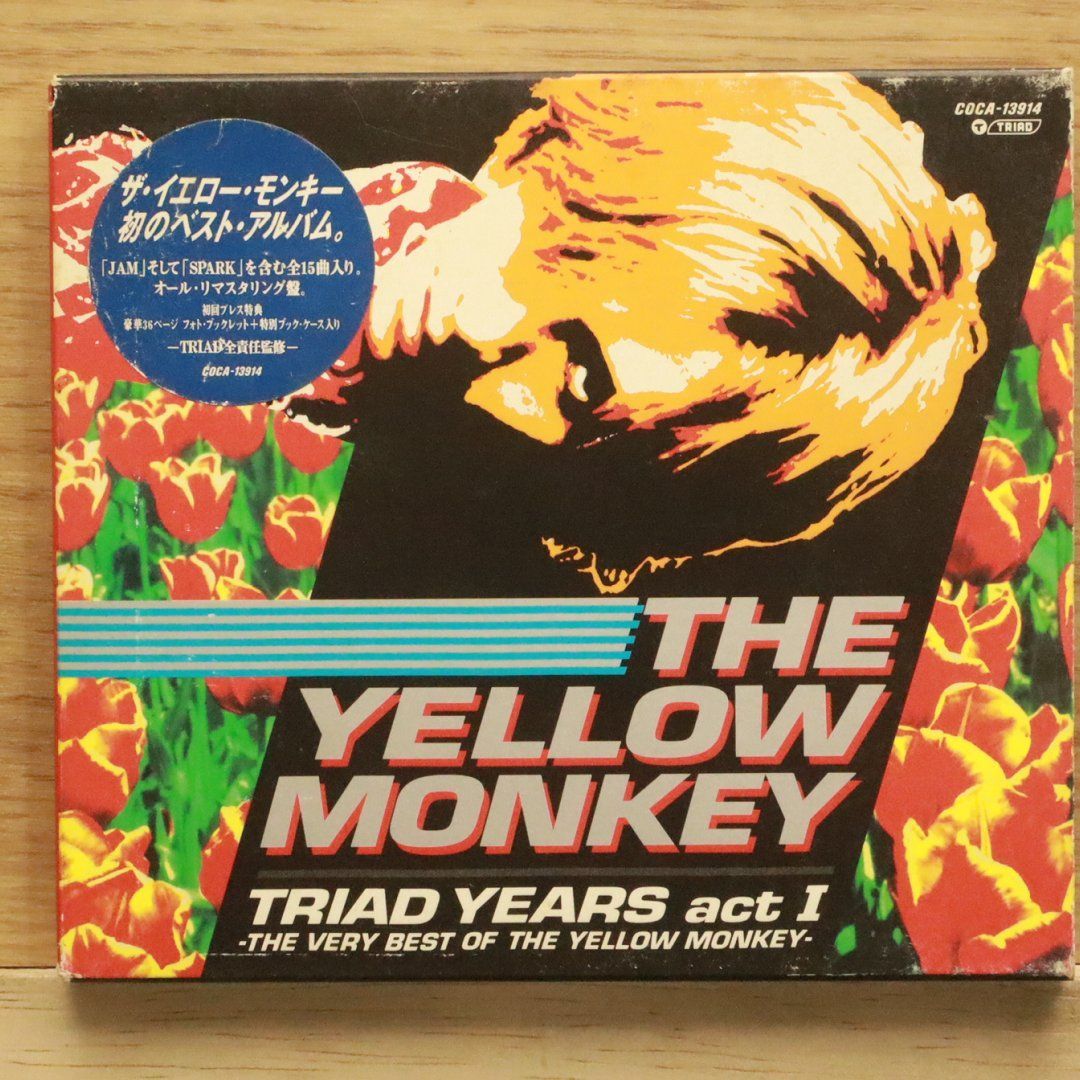 COCA-13914
T TRIAD
ザ・イエロー・モンキー
初のベスト・アルバム。
「JAM」そして「SPARK」を含む全15曲入り。
オール・リマスタリング盤。
初回プレス特典
豪華36ページ フォト・ブックレット+特別ブック・ケース入り
—TRIAD全責任監修—
COCA-13914
THE
YELLOW
MONKEY
TRIAD YEARS act I
-THE VERY BEST OF THE YELLOW MONKEY-